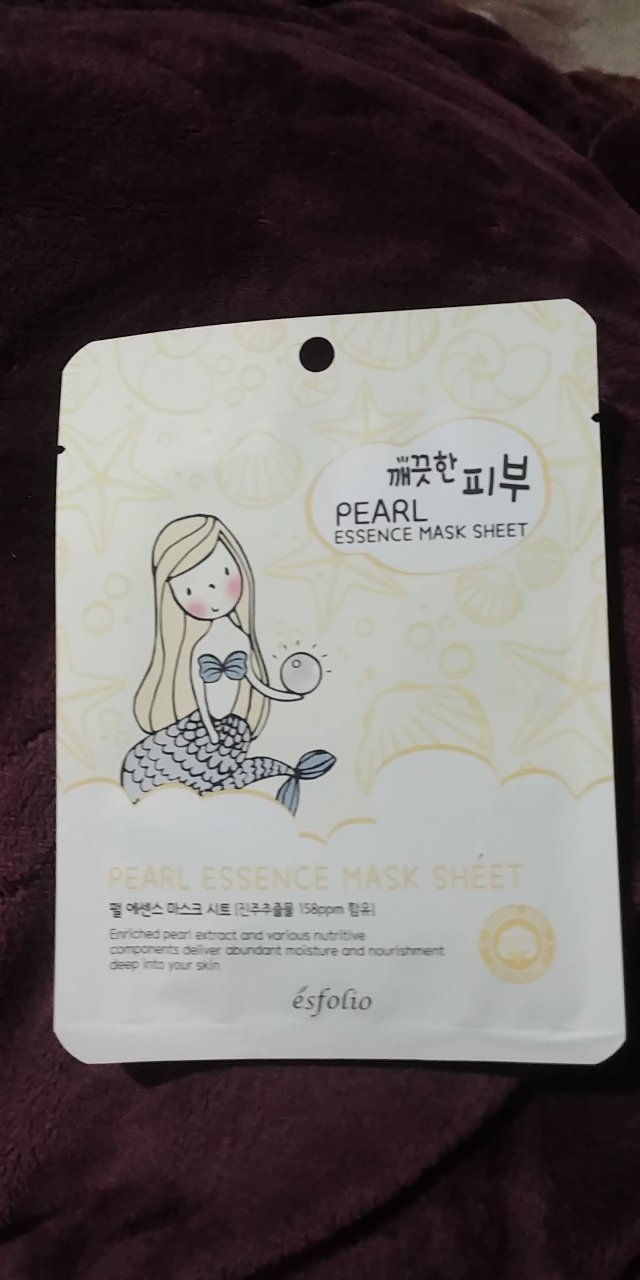 깨끗한 피부
PEARL
ESSENCE MASK SHEET
PEARL ESSENCE MASK SHEET
펄 에센스 마스크 시트 [진주추출물 158ppm 함유]
Enriched pearl extract and various nutritive
components deliver abundant moisture and nourishment
deep into your skin
ésfolio